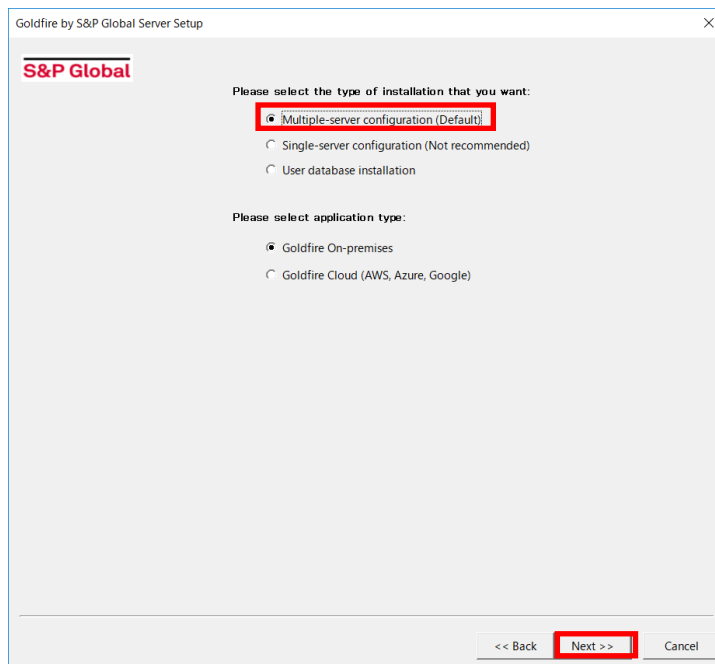 Goldfire by S&P Global Server Setup
S&P Global
Please select the type of installation that you want:
Multiple-server configuration (Default)
Single-server configuration (Not recommended)
User database installation
Please select application type:
Goldfire On-premises
Goldfire Cloud (AWS, Azure, Google)
<< Back Next >> Cancel